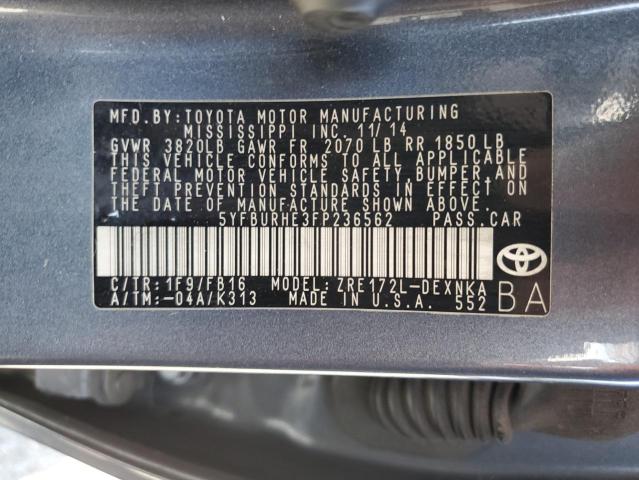 MFD.BY:TOYOTA MOTOR MANUFACTURING
MISSISSIPPI INC. 11/14
GVWR 3820LB GAWR FR 2070 LB RR 1850 LB
THIS VEHICLE CONFORMS TO ALL APPLICABLE
FEDERAL MOTOR VEHICLE SAFETY, BUMPER, AND
THEFT PREVENTION STANDARDS IN EFFECT ON
THE DATE OF MANUFACTURE SHOWN ABOVE.
5YFBURHE3FP236562 PASS.CAR
C/TR:1F9/FB16 MODEL:ZRE172L-DEXNKA
A/TM:-04A/K313 MADE IN U.S.A. 552
BA